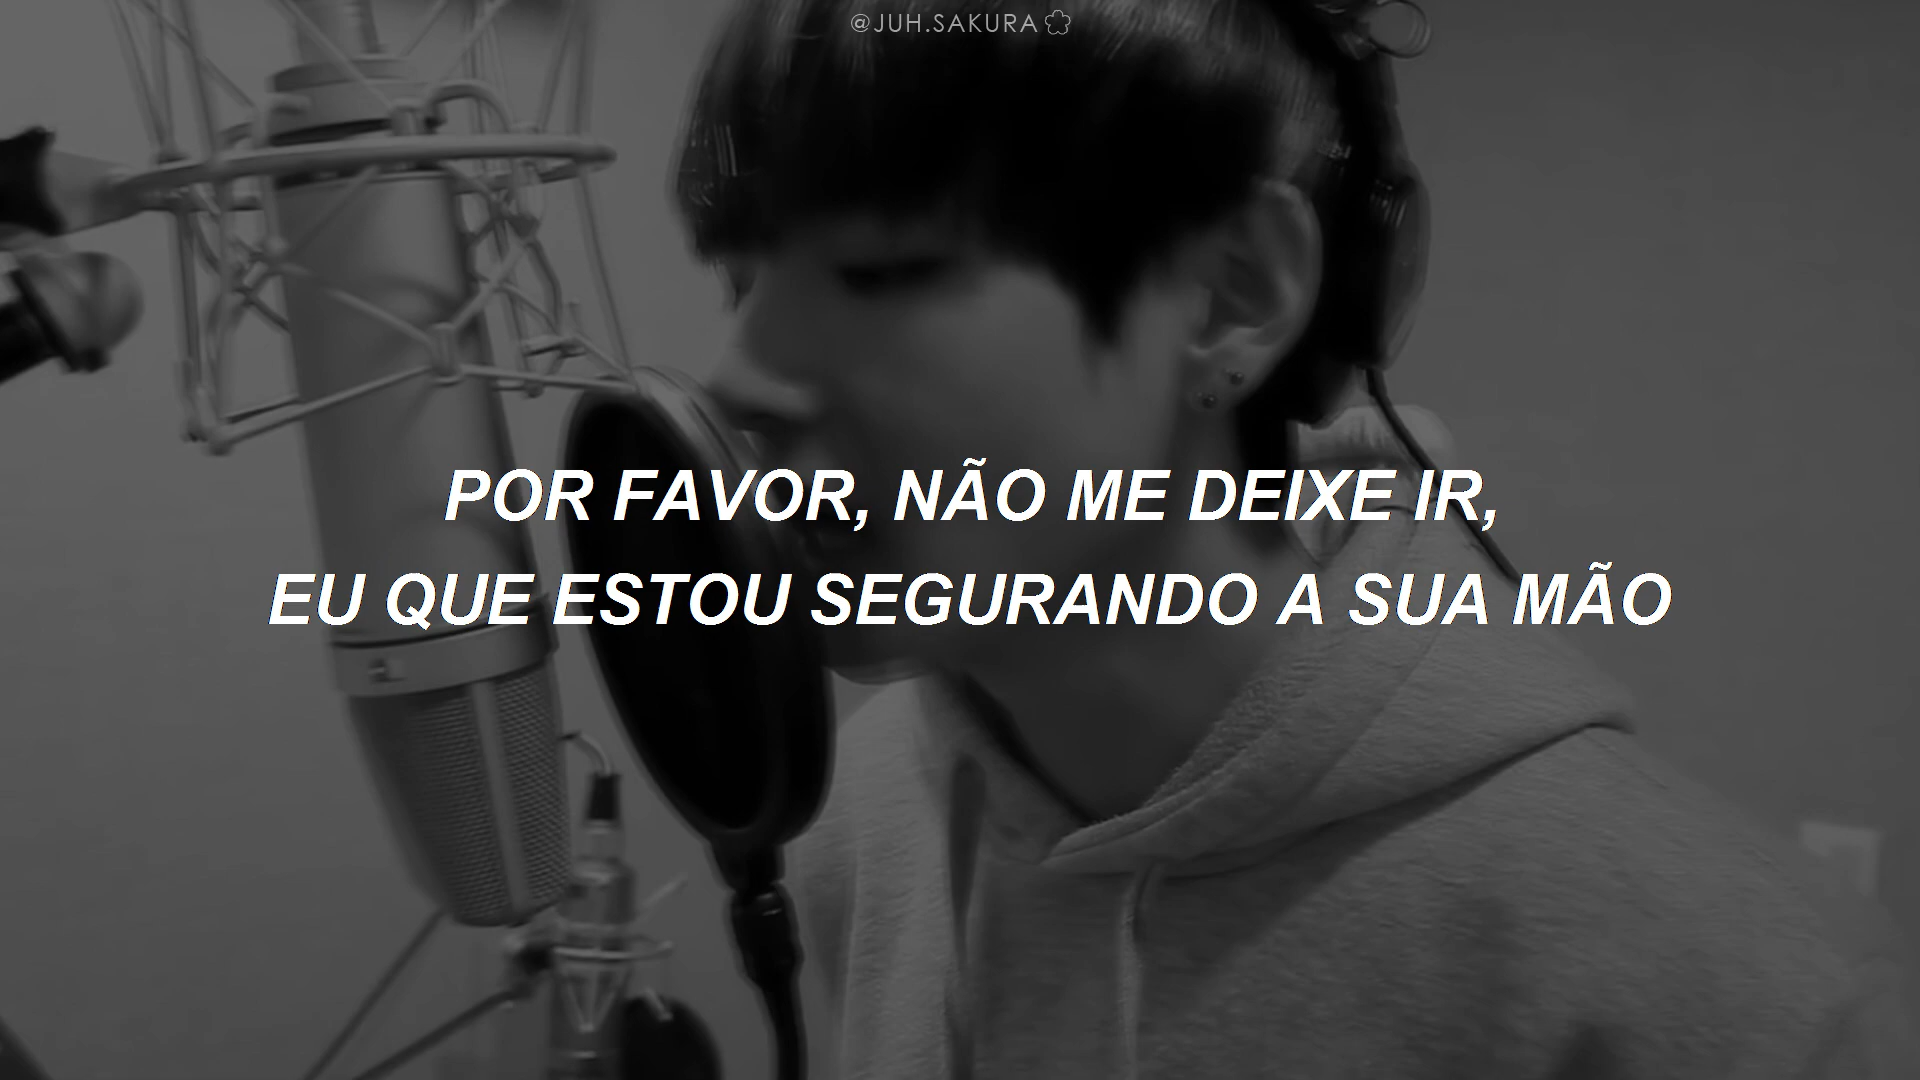 @JUH.SAKURA
POR FAVOR, NÃO ME DEIXE IR,
EU QUE ESTOU SEGURANDO A SUA MÃO